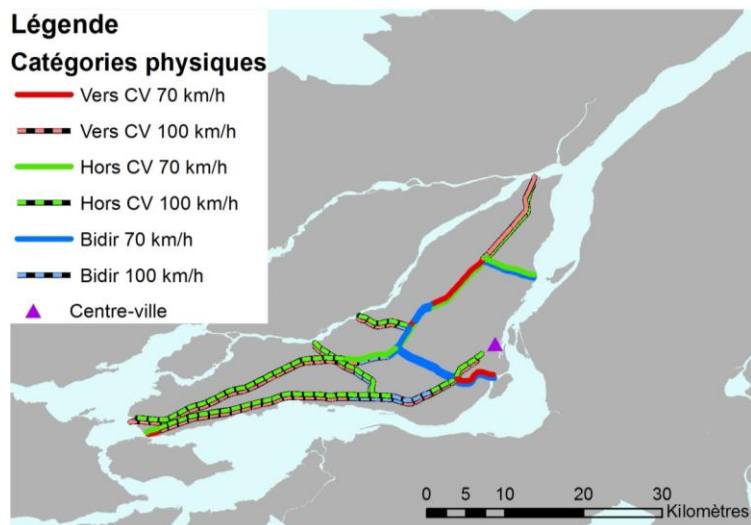 Légende
Catégories physiques
Vers CV 70 km/h
Vers CV 100 km/h
Hors CV 70 km/h
Hors CV 100 km/h
Bidir 70 km/h
Bidir 100 km/h
Centre-ville
0 5 10 20 30
Kilomètres